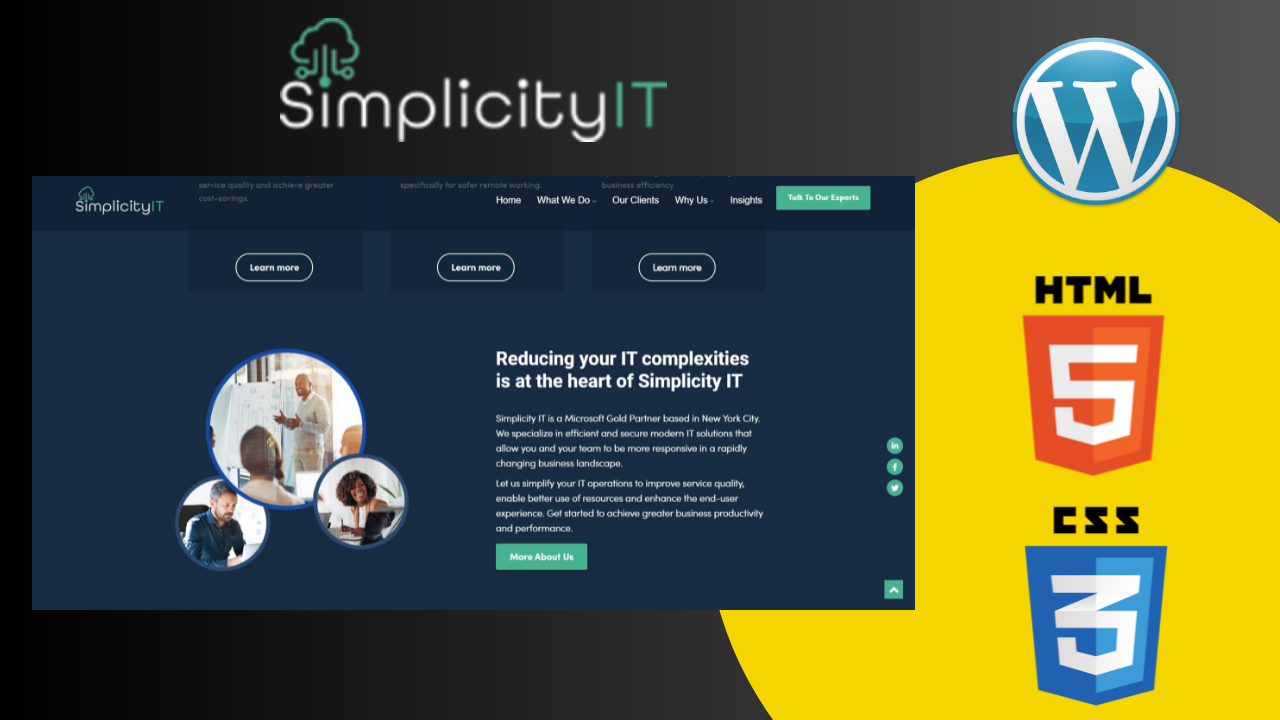 SimplicityIT
SimplicityIT
service quality and achieve greater
cost-savings.
specifically for safer remote working.
business efficiency.
Home What We Do Our Clients Why Us Insights Talk To Our Experts
Learn more Learn more Learn more
Reducing your IT complexities
is at the heart of Simplicity IT
Simplicity IT is a Microsoft Gold Partner based in New York City.
We specialize in efficient and secure modern IT solutions that
allow you and your team to be more responsive in a rapidly
changing business landscape.
Let us simplify your IT operations to improve service quality,
enable better use of resources and enhance the end-user
experience. Get started to achieve greater business productivity
and performance.
More About Us
in
f
W
HTML
5
CSS
3